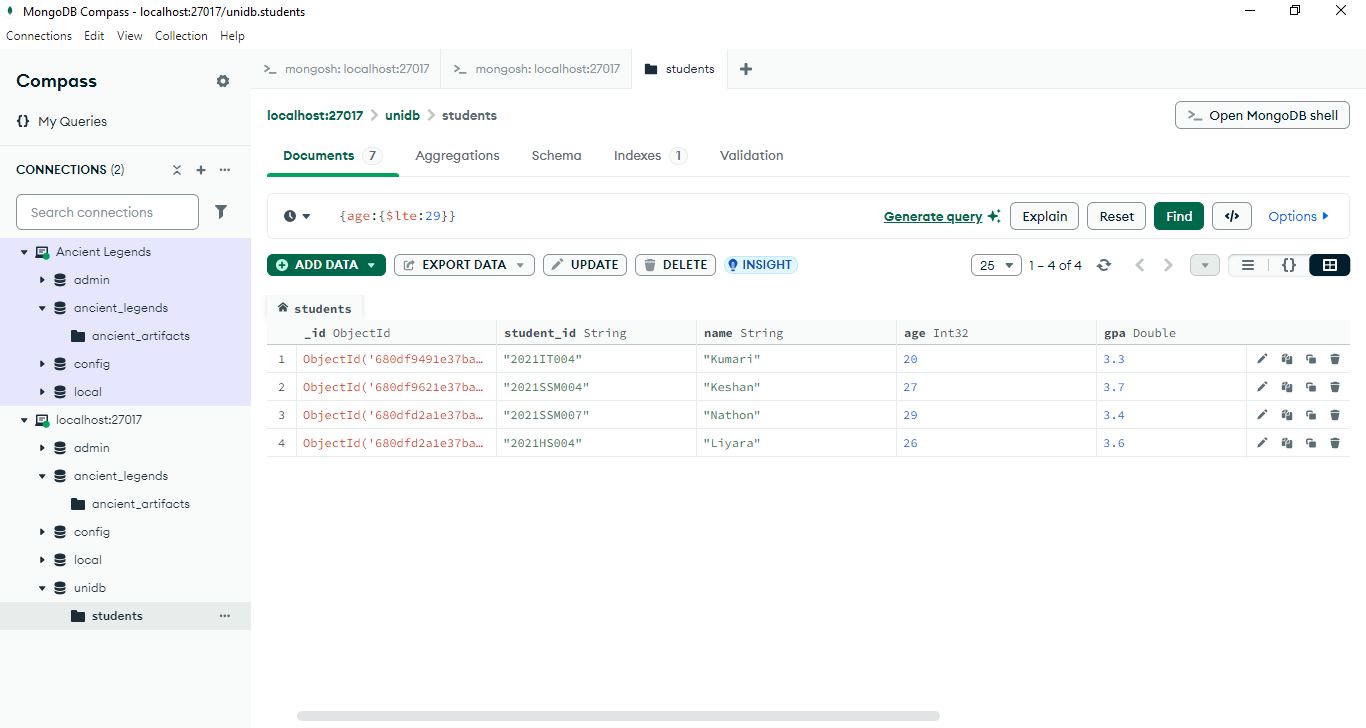 MongoDB Compass - localhost:27017/unidb.students
Connections Edit View Collection Help
Compass
My Queries
CONNECTIONS (2)
Search connections
Ancient Legends
admin
ancient_legends
ancient_artifacts
config
local
localhost:27017
admin
ancient_legends
ancient_artifacts
config
local
unidb
students
>_ mongosh: localhost:27017 >_ mongosh: localhost:27017 students
localhost:27017 > unidb > students
>_ Open MongoDB shell
Documents 7 Aggregations Schema Indexes 1 Validation
{age:{$lte:29}}
Generate query Explain Reset Find </> Options
ADD DATA EXPORT DATA UPDATE DELETE INSIGHT 25 1 – 4 of 4 {}
students
_id ObjectId student_id String name String age Int32 gpa Double
1 ObjectId('680df9491e37ba… "2021IT004" "Kumari" 20 3.3
2 ObjectId('680df9621e37ba… "2021SSM004" "Keshan" 27 3.7
3 ObjectId('680dfd2a1e37ba… "2021SSM007" "Nathon" 29 3.4
4 ObjectId('680dfd2a1e37ba… "2021HS004" "Liyara" 26 3.6